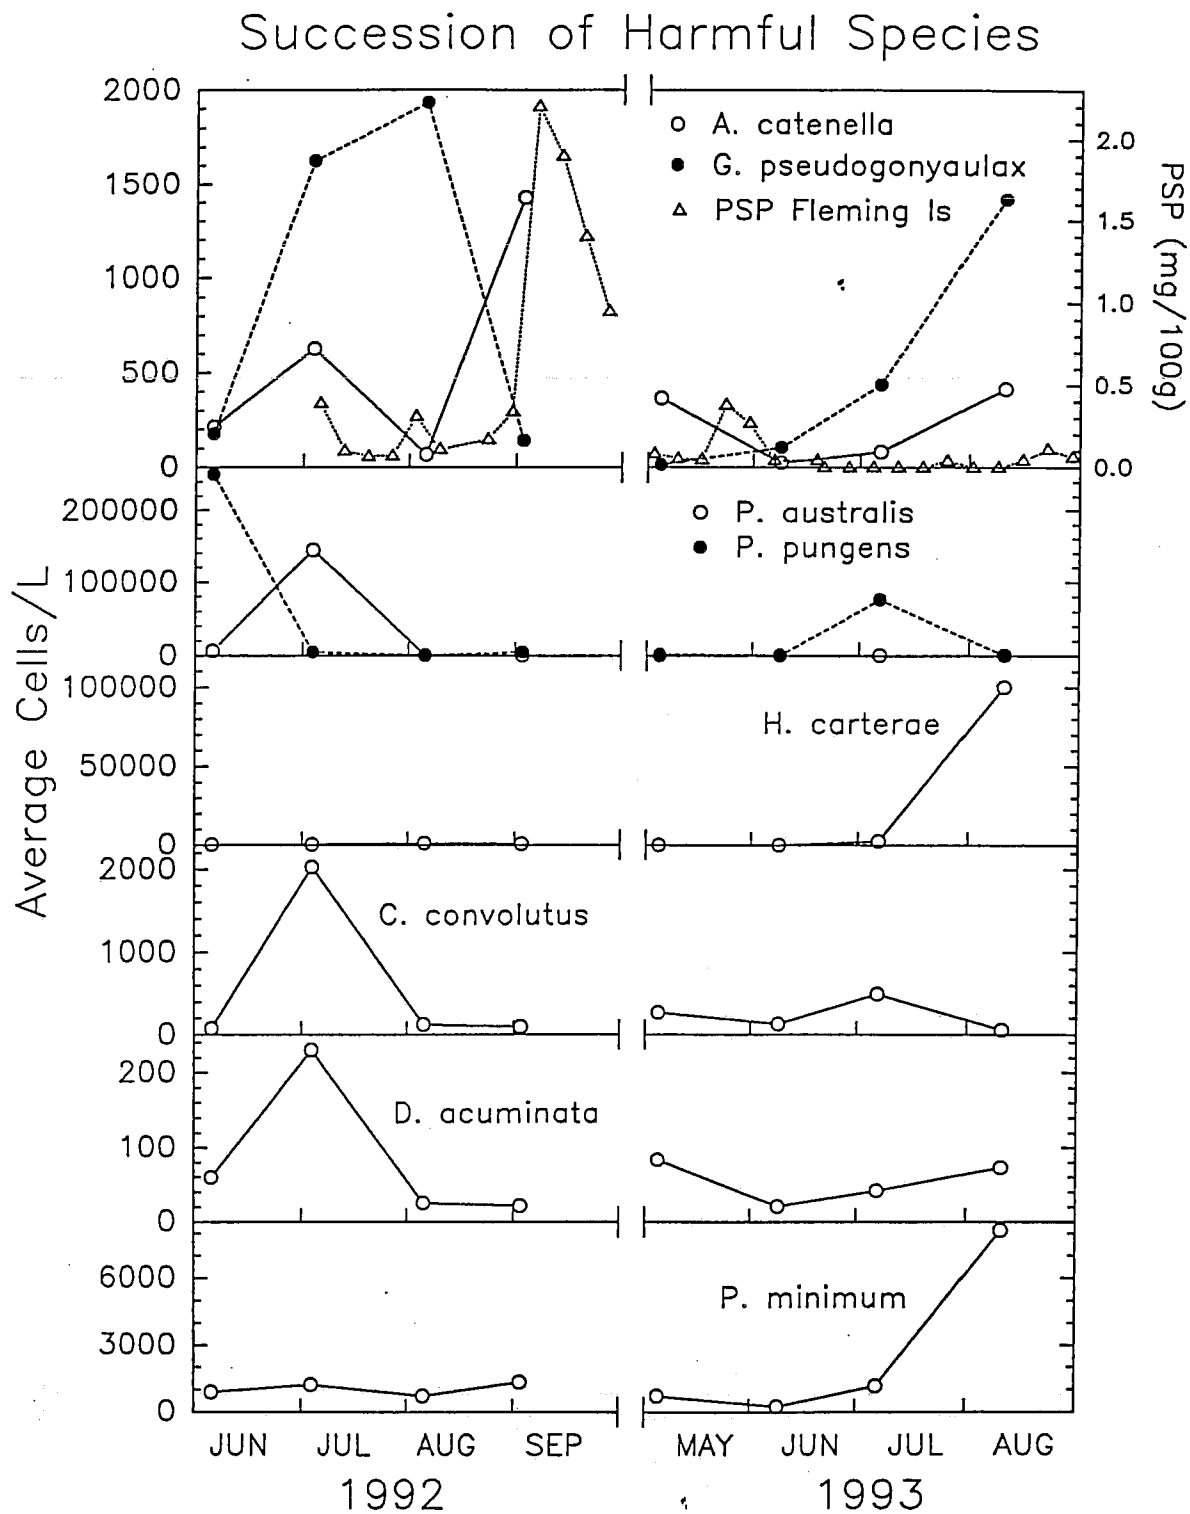 Succession of Harmful Species
2000
1500
1000
500
0
A. catenella
G. pseudogonyaulax
PSP Fleming Is
2.0
1.5
1.0
0.5
0.0
PSP (mg/100g)
Average Cells/L
200000
100000
0
P. australis
P. pungens
100000
50000
0
H. carterae
2000
1000
0
C. convolutus
200
100
0
D. acuminata
6000
3000
0
P. minimum
JUN JUL AUG SEP MAY JUN JUL AUG
1992 1993